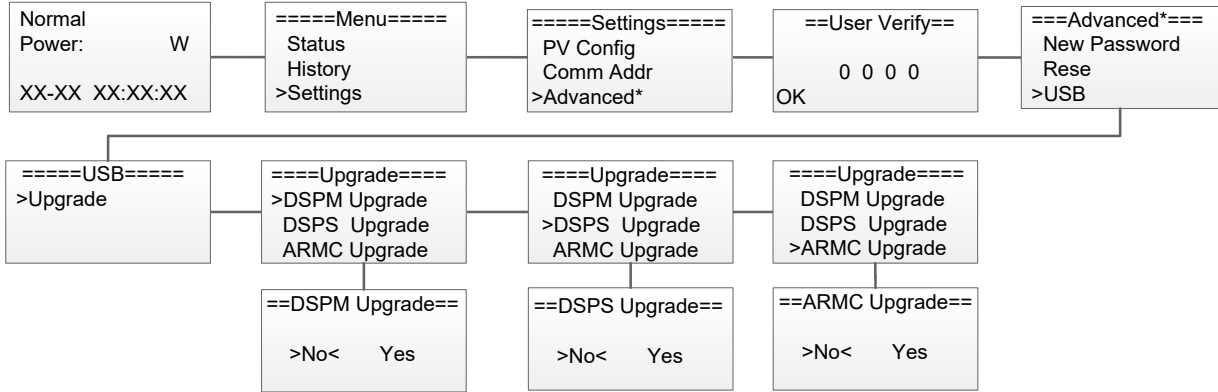 Normal
Power: W
XX-XX XX:XX:XX
=====Menu=====
Status
History
>Settings
=====Settings=====
PV Config
Comm Addr
>Advanced*
==User Verify==
0 0 0 0
OK
===Advanced*===
New Password
Rese
>USB
=====USB=====
>Upgrade
====Upgrade====
>DSPM Upgrade
DSPS Upgrade
ARMC Upgrade
====Upgrade====
DSPM Upgrade
>DSPS Upgrade
ARMC Upgrade
====Upgrade====
DSPM Upgrade
DSPS Upgrade
>ARMC Upgrade
==DSPM Upgrade==
>No< Yes
==DSPS Upgrade==
>No< Yes
==ARMC Upgrade==
>No< Yes